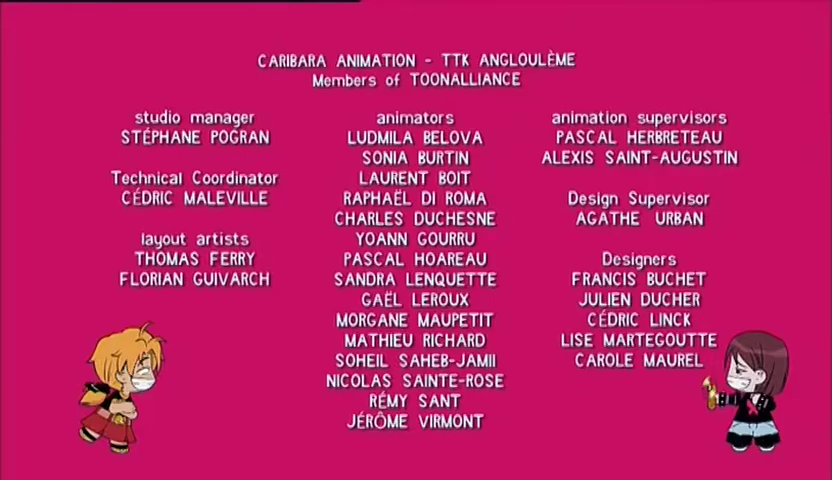 CARIBARA ANIMATION - TTK ANGLOULÈME
Members of TOONALLIANCE
studio manager
STÉPHANE POGRAN
Technical Coordinator
CÉDRIC MALEVILLE
layout artists
THOMAS FERRY
FLORIAN GUIVARCH
animators
LUDMILA BELOVA
SONIA BURTIN
LAURENT BOIT
RAPHAËL DI ROMA
CHARLES DUCHESNE
YOANN GOURRU
PASCAL HOAREAU
SANDRA LENQUETTE
GAËL LEROUX
MORGANE MAUPETIT
MATHIEU RICHARD
SOHEIL SAHEB-JAMII
NICOLAS SAINTE-ROSE
RÉMY SANT
JÉRÔME VIRMONT
animation supervisors
PASCAL HERBRETEAU
ALEXIS SAINT-AUGUSTIN
Design Supervisor
AGATHE URBAN
Designers
FRANCIS BUCHET
JULIEN DUCHER
CÉDRIC LINCK
LISE MARTEGOUTTE
CAROLE MAUREL